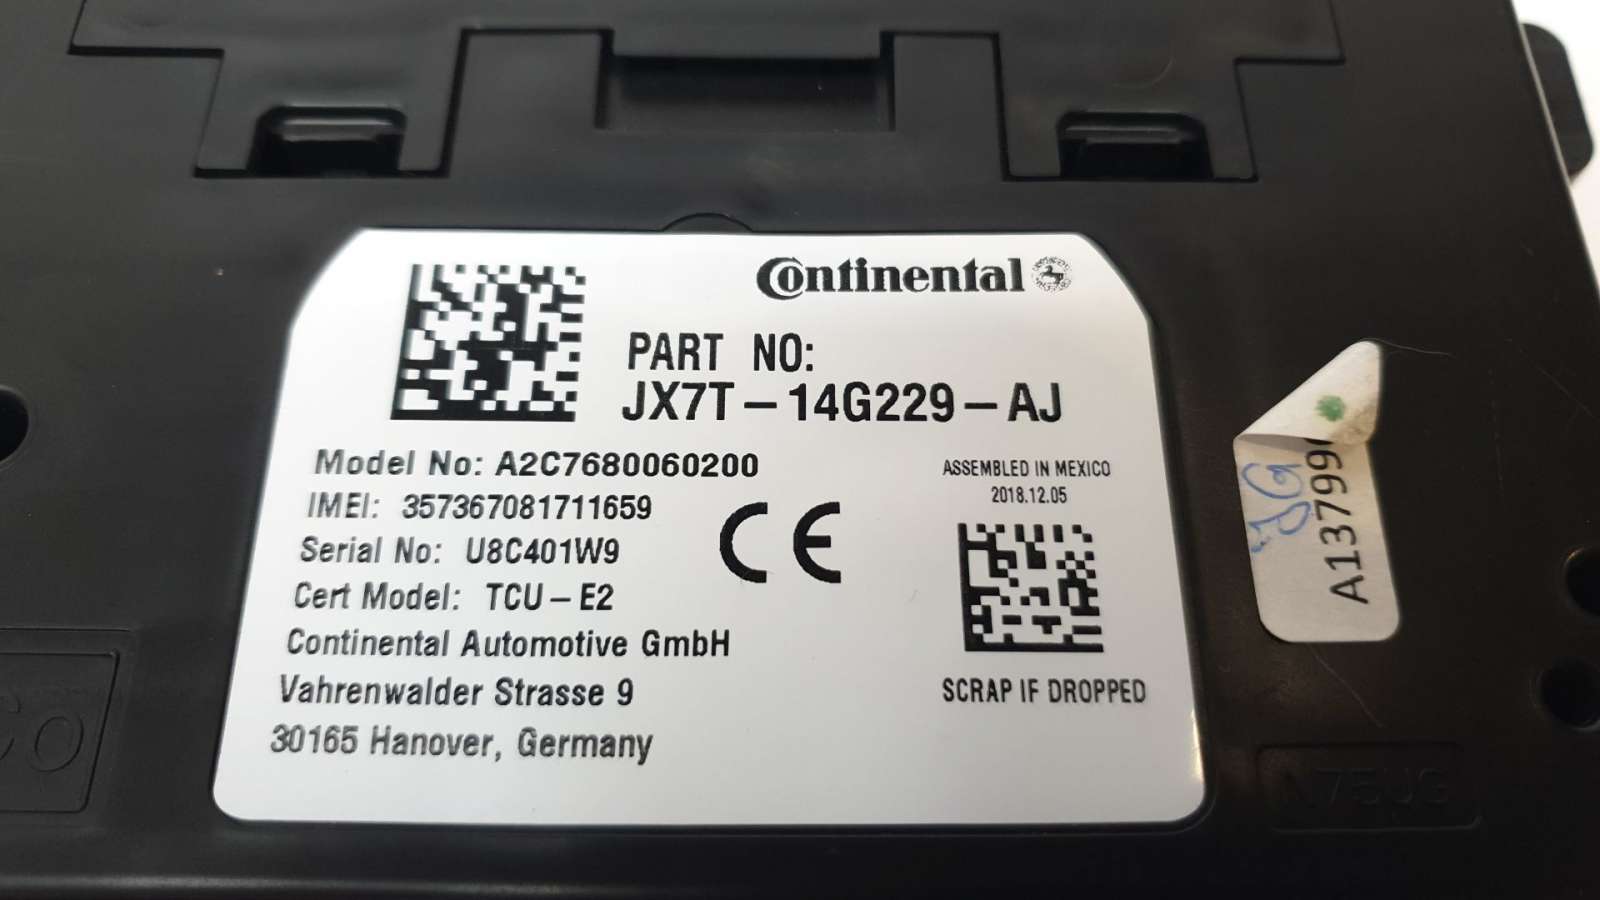 Continental
PART NO:
JX7T-14G229-AJ
Model No: A2C7680060200
IMEI: 357367081711659
Serial No: U8C401W9
Cert Model: TCU-E2
Continental Automotive GmbH
Vahrenwalder Strasse 9
30165 Hanover, Germany
CE
ASSEMBLED IN MEXICO
2018.12.05
SCRAP IF DROPPED